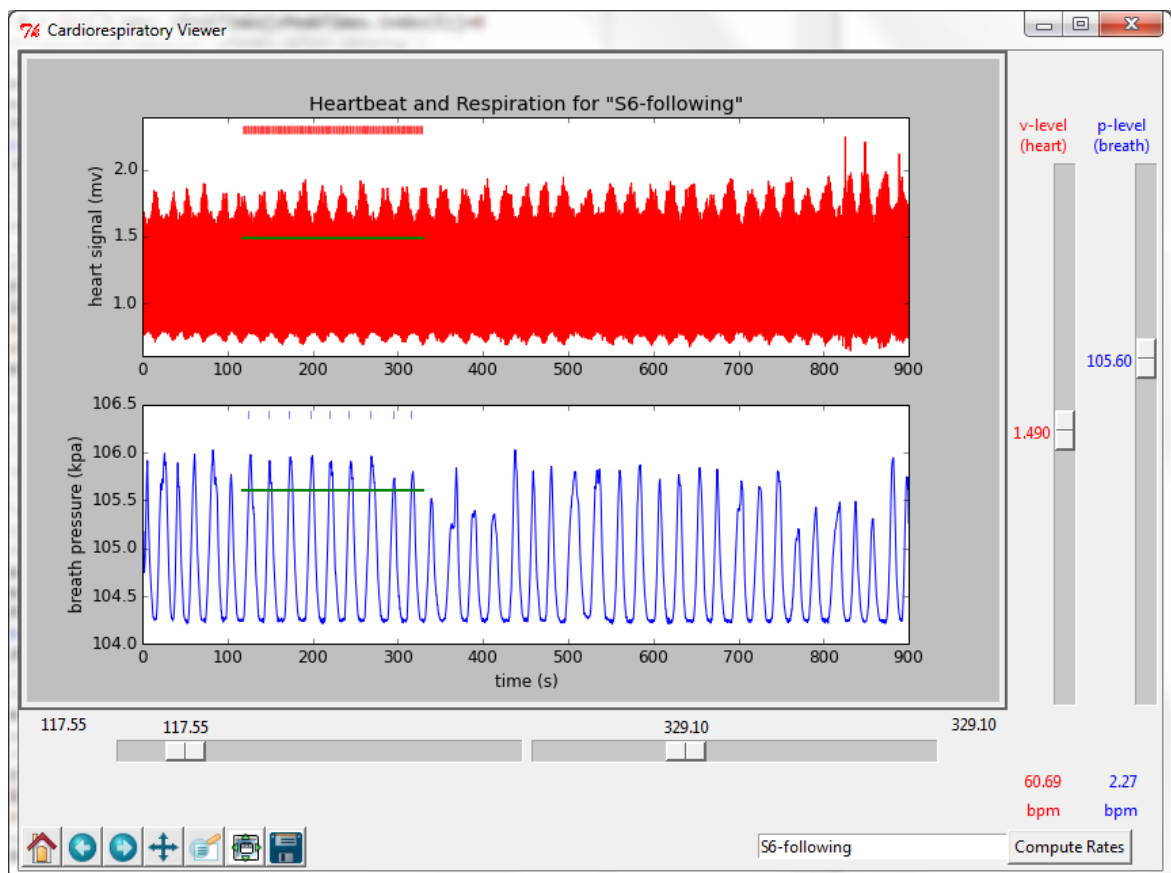 Cardiorespiratory Viewer
Heartbeat and Respiration for "S6-following"
heart signal (mv)
2.0
1.5
1.0
0 100 200 300 400 500 600 700 800 900
breath pressure (kpa)
106.5
106.0
105.5
105.0
104.5
104.0
0 100 200 300 400 500 600 700 800 900
time (s)
v-level p-level
(heart) (breath)
105.60
1.490
117.55 117.55 329.10 329.10
60.69 2.27
bpm bpm
S6-following Compute Rates